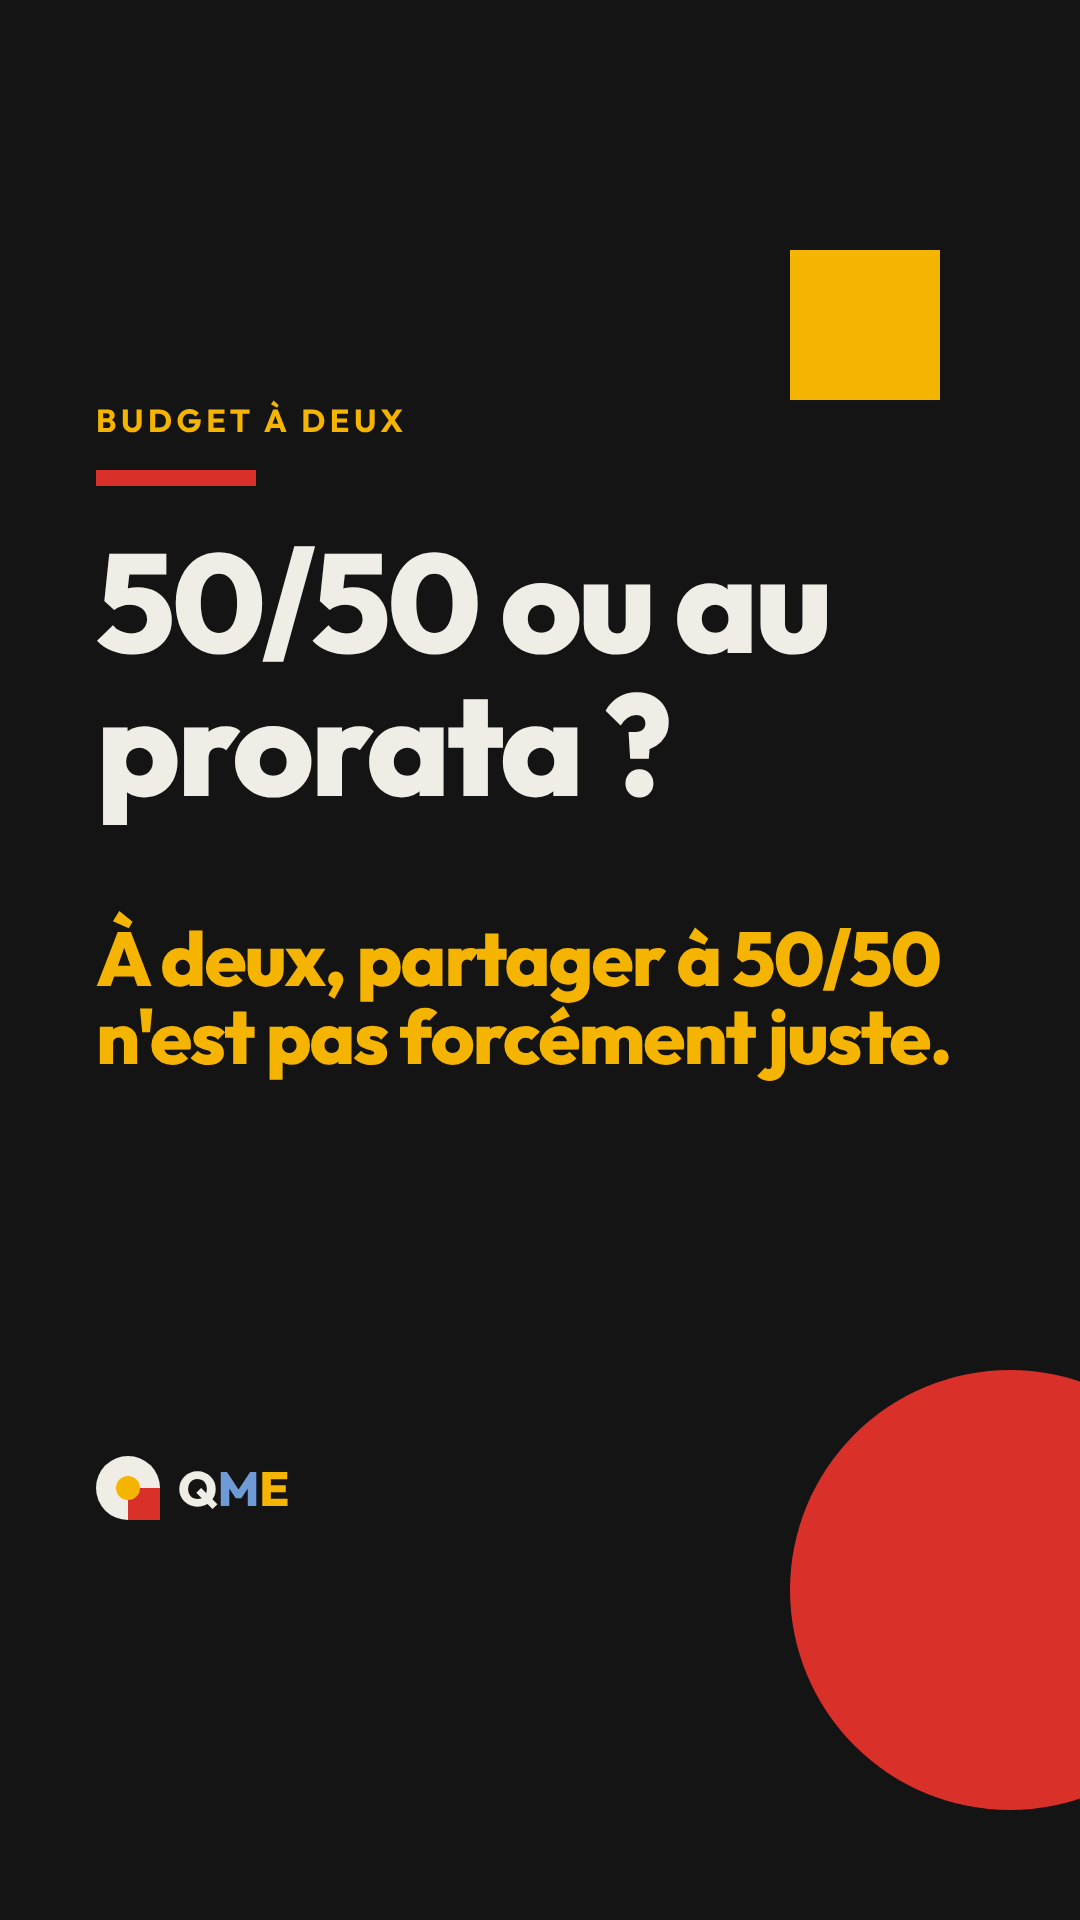 BUDGET À DEUX
50/50 ou au
prorata ?
À deux, partager à 50/50
n'est pas forcément juste.
QME